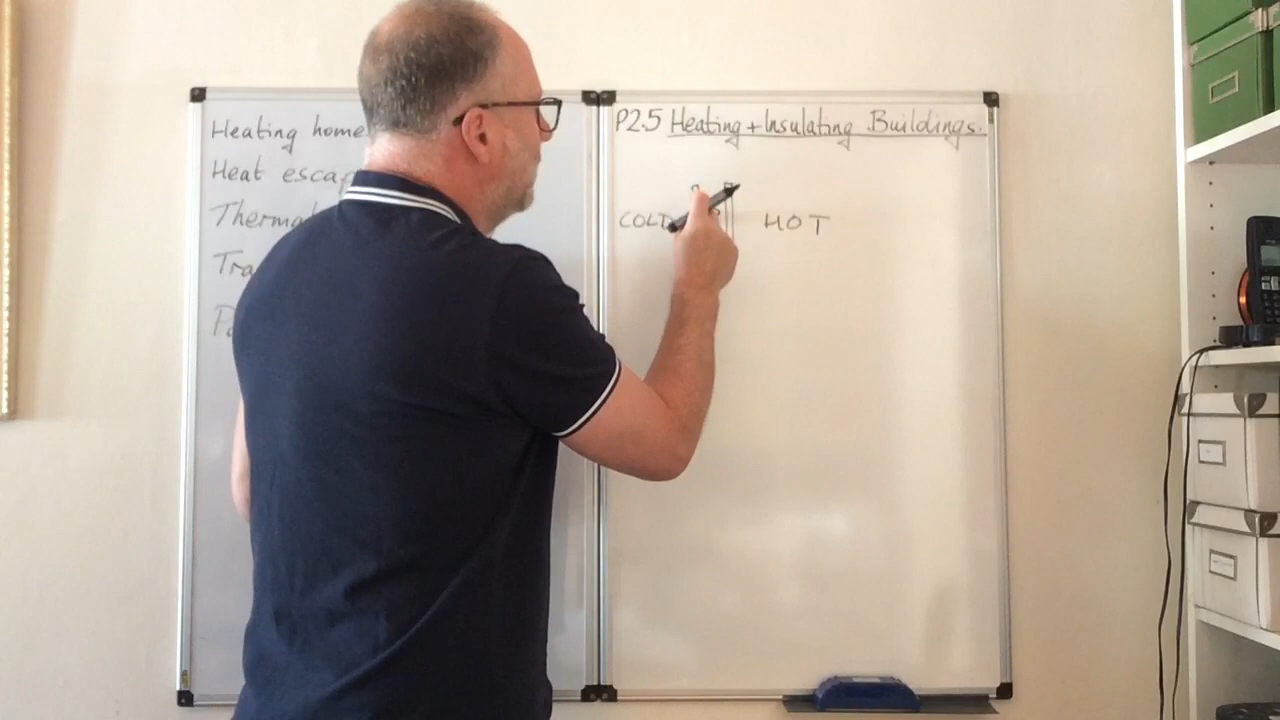 Heating home
Heat escap
Thermal
Tra
P2.5 Heating + Insulating Buildings.
COLD HOT